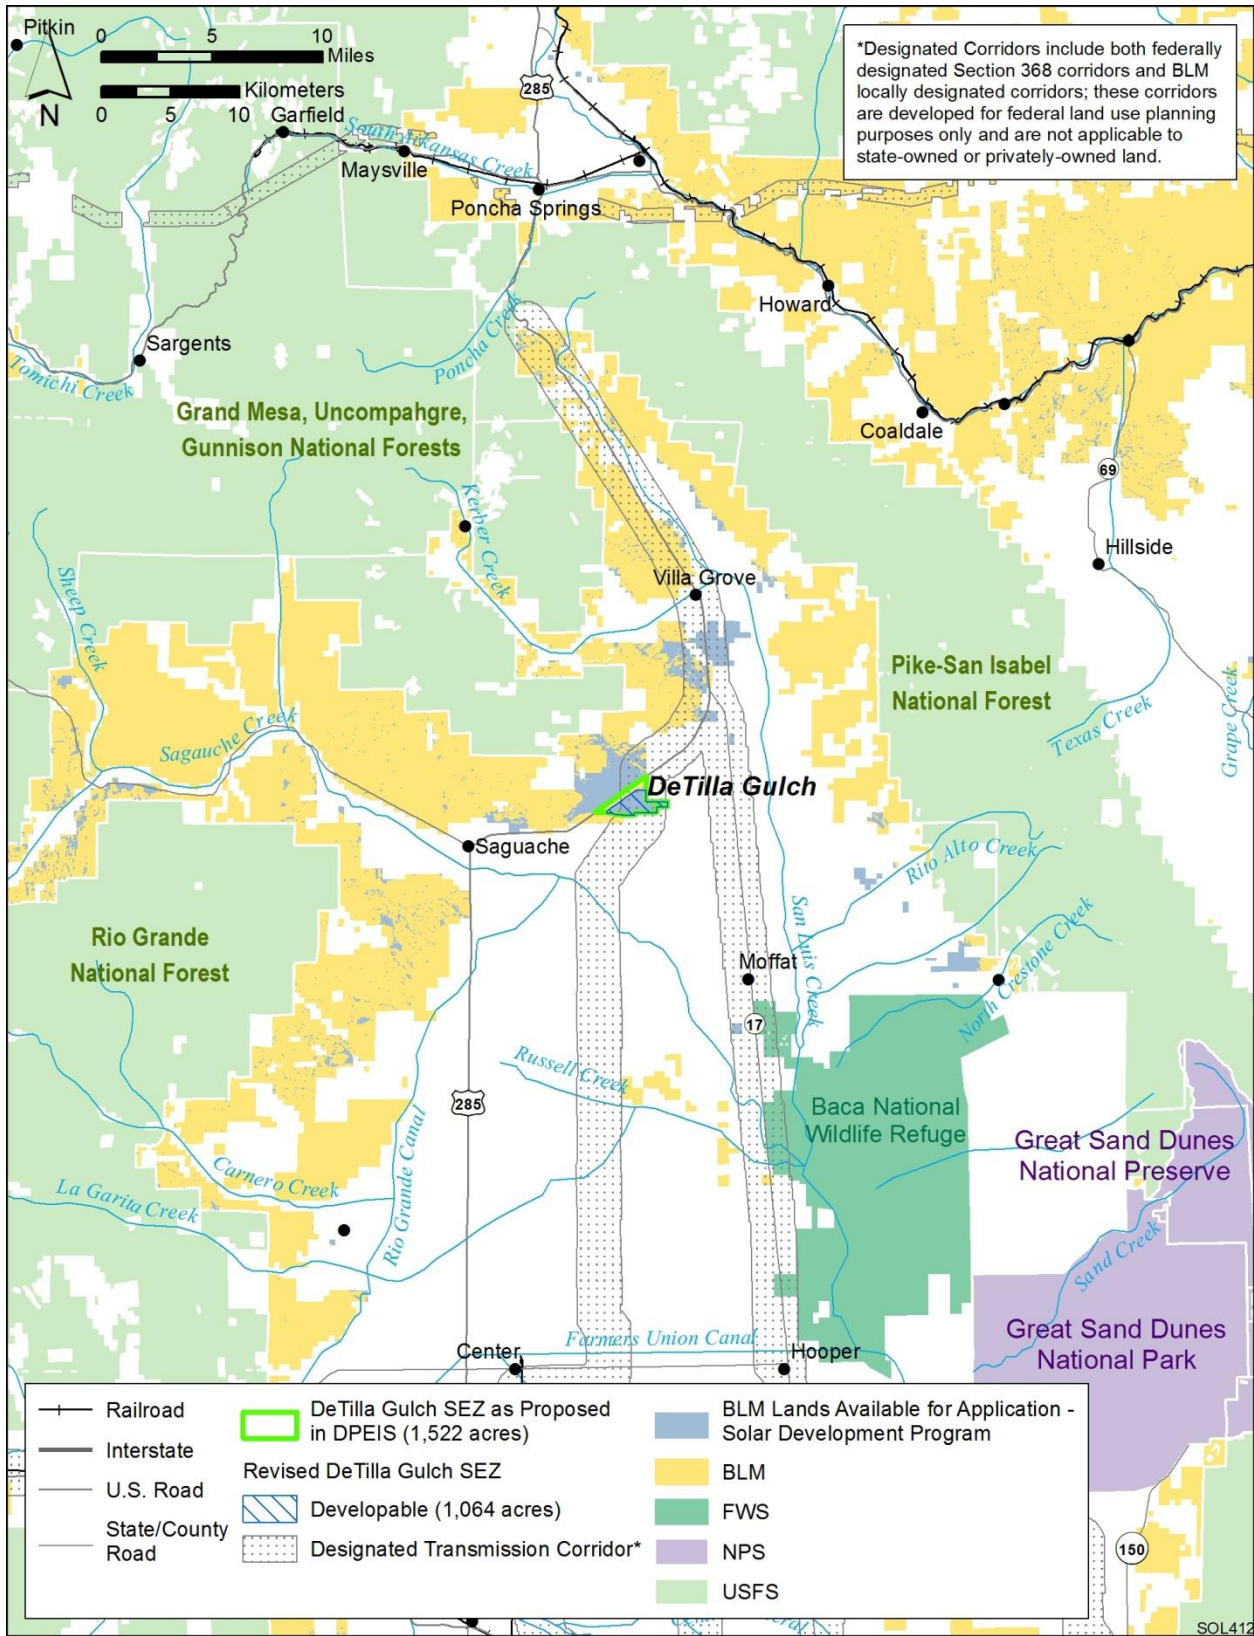 Pitkin
0 5 10
Miles
Kilometers
0 5 10
N
285
*Designated Corridors include both federally
designated Section 368 corridors and BLM
locally designated corridors; these corridors
are developed for federal land use planning
purposes only and are not applicable to
state-owned or privately-owned land.
Garfield
South Arkansas Creek
Maysville
Poncha Springs
Howard
Sargents
Poncha Creek
Tomichi Creek
Grand Mesa, Uncompahgre,
Gunnison National Forests
Coaldale
69
Kerber Creek
Hillside
Sheep Creek
Villa Grove
Pike-San Isabel
National Forest
Texas Creek
Grape Creek
Sagauche Creek
DeTilla Gulch
Saguache
Rito Alto Creek
Rio Grande
National Forest
San Luis Creek
North Crestone Creek
Moffat
17
Russell Creek
285
Baca National
Wildlife Refuge
Great Sand Dunes
National Preserve
Carnero Creek
La Garita Creek
Rio Grande Canal
Sand Creek
Great Sand Dunes
National Park
Farmers Union Canal
Center
Hooper
Railroad
Interstate
U.S. Road
State/County
Road
DeTilla Gulch SEZ as Proposed
in DPEIS (1,522 acres)
Revised DeTilla Gulch SEZ
Developable (1,064 acres)
Designated Transmission Corridor*
BLM Lands Available for Application -
Solar Development Program
BLM
FWS
NPS
USFS
150
SOL412